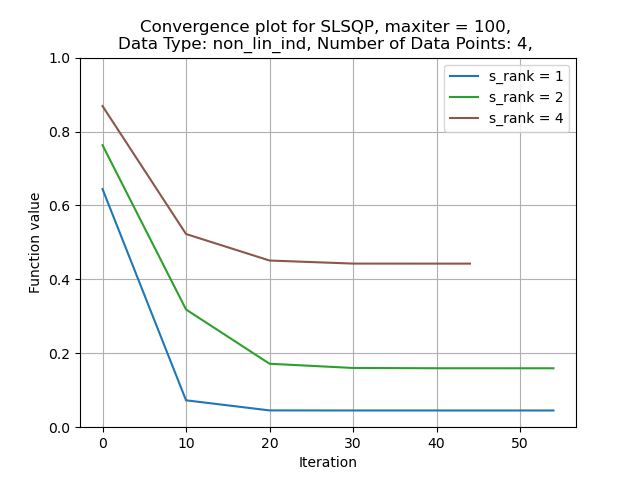 Convergence plot for SLSQP, maxiter = 100,
Data Type: non_lin_ind, Number of Data Points: 4,
1.0
0.8
0.6
0.4
0.2
0.0
Function value
s_rank = 1
s_rank = 2
s_rank = 4
0 10 20 30 40 50
Iteration